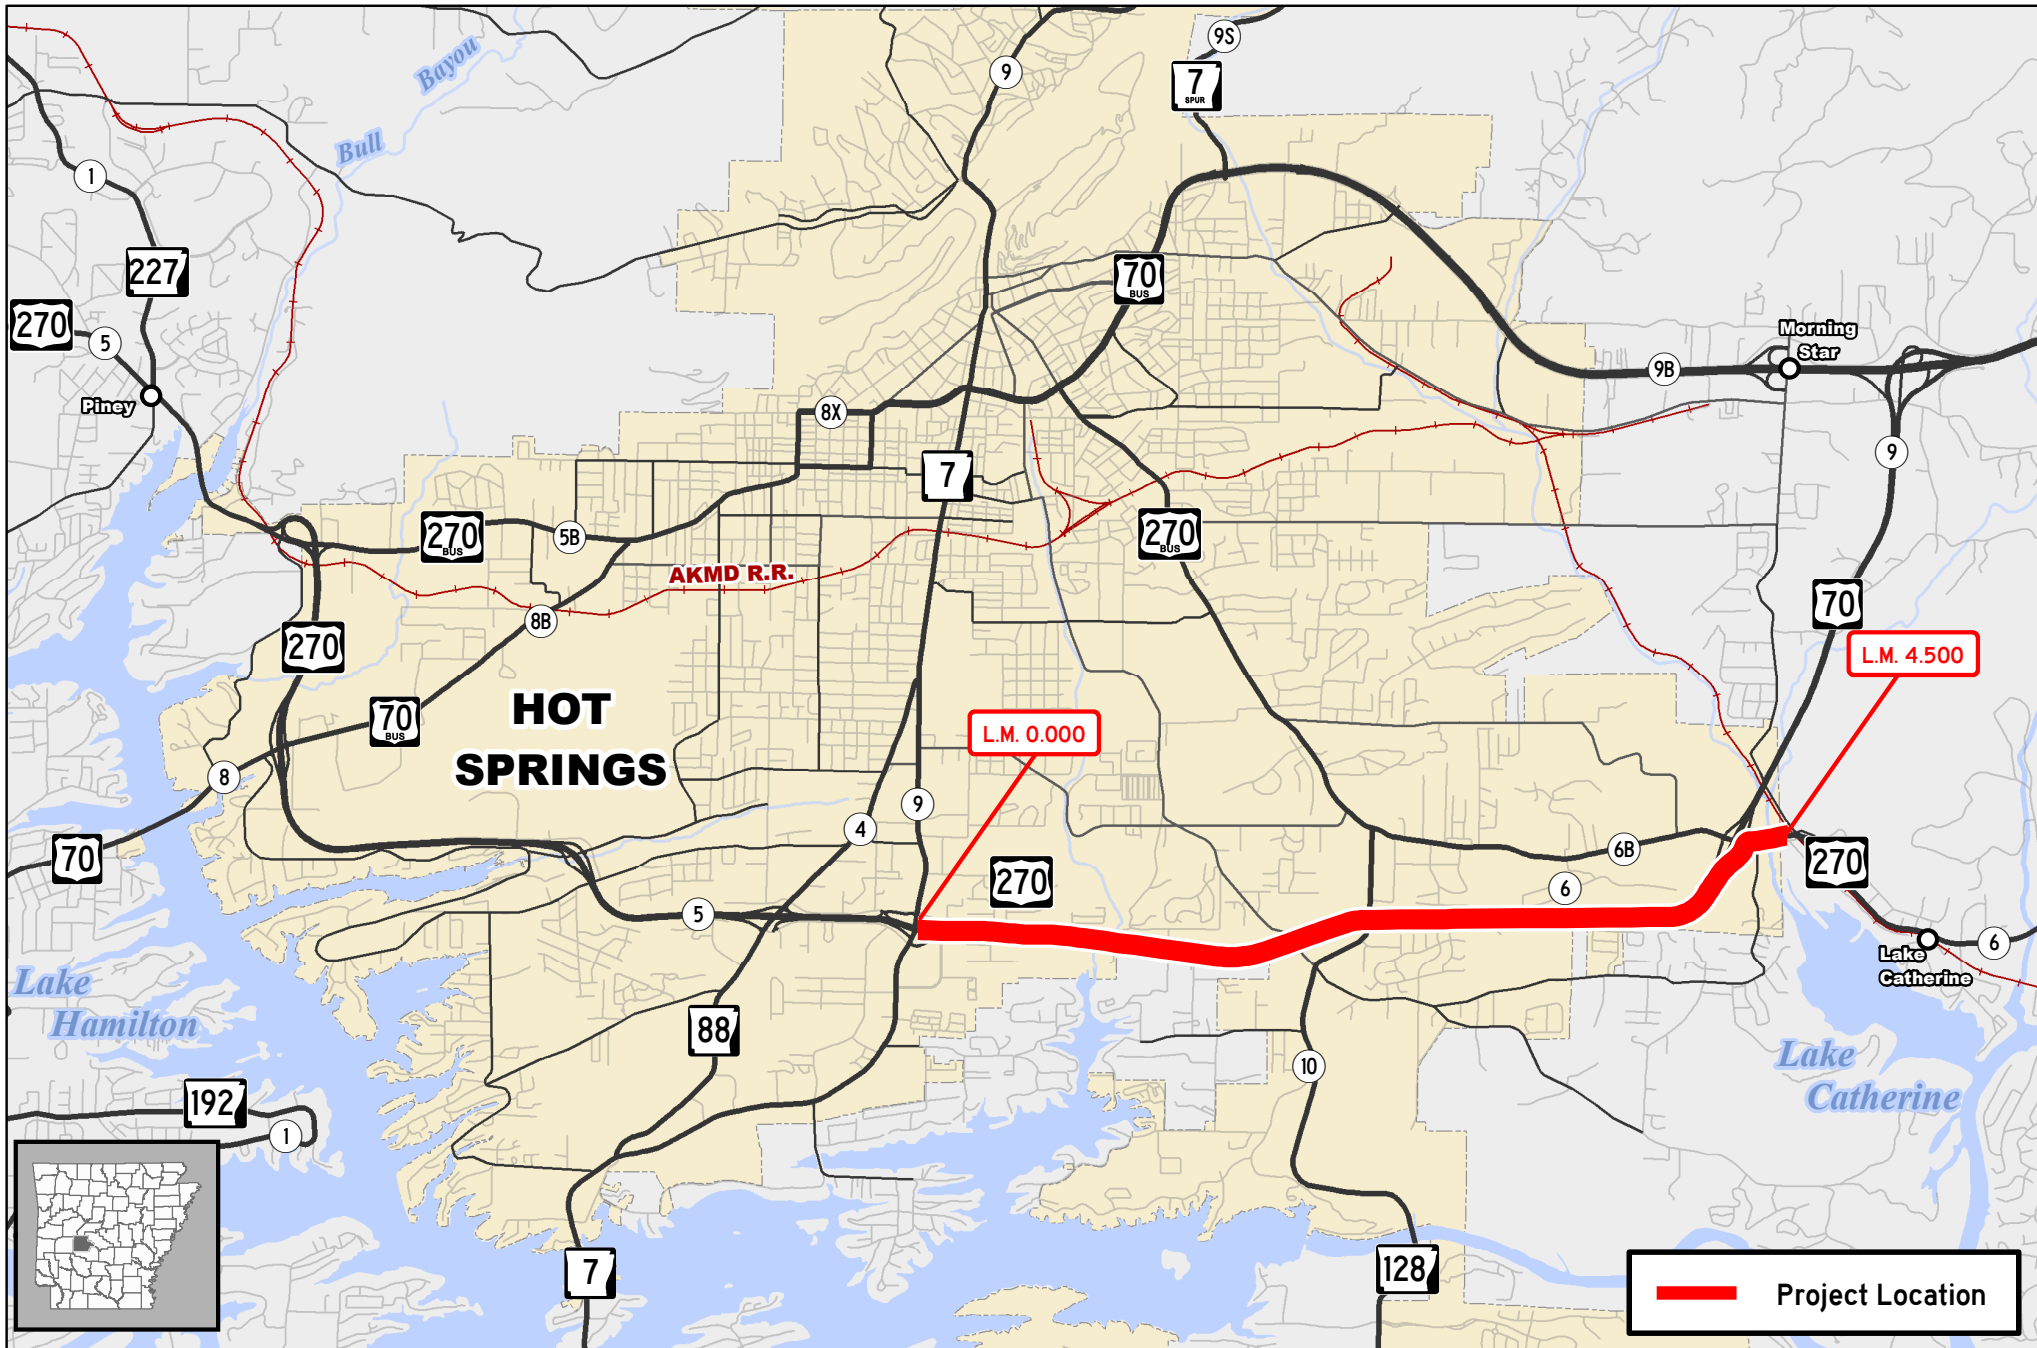 9S
7
SPUR
9
Bayou
Bull
1
227
270
5
Piney
70
BUS
Morning
Star
9B
8X
9
7
270
BUS
5B
270
BUS
AKMD R.R.
8B
70
270
L.M. 4.500
HOT
SPRINGS
70
BUS
L.M. 0.000
8
9
4
70
6B
270
270
6
5
Lake
Catherine
6
Lake
Hamilton
88
10
Lake
Catherine
192
1
7
128
Project Location